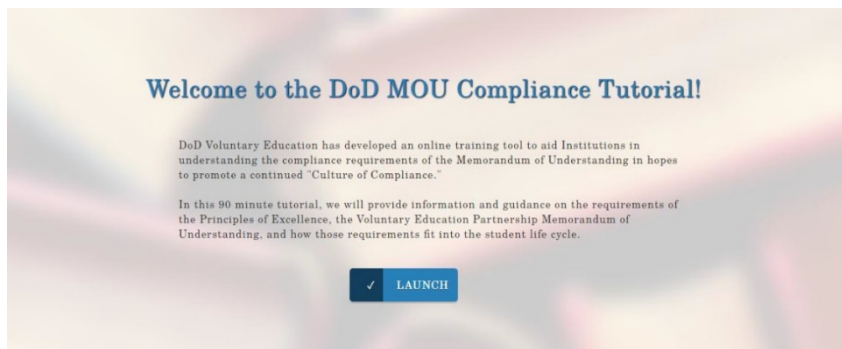 Welcome to the DoD MOU Compliance Tutorial!
DoD Voluntary Education has developed an online training tool to aid Institutions in
understanding the compliance requirements of the Memorandum of Understanding in hopes
to promote a continued "Culture of Compliance."
In this 90 minute tutorial, we will provide information and guidance on the requirements of
the Principles of Excellence, the Voluntary Education Partnership Memorandum of
Understanding, and how those requirements fit into the student life cycle.
✓ LAUNCH